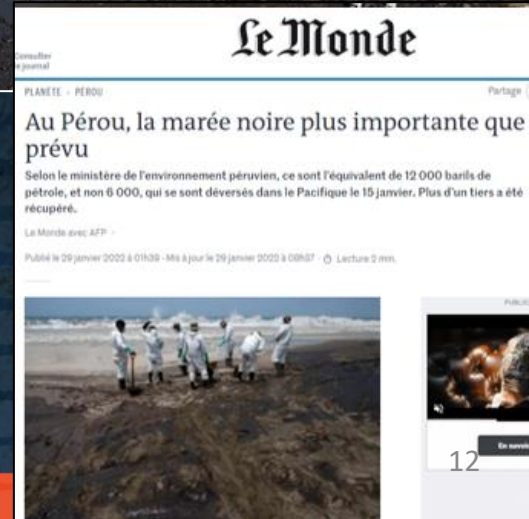 Le Monde
Consulter
le journal
PLANÈTE - PÉROU
Partage
Au Pérou, la marée noire plus importante que
prévu
Selon le ministère de l'environnement péruvien, ce sont l'équivalent de 12 000 barils de
pétrole, et non 6 000, qui se sont déversés dans le Pacifique le 15 janvier. Plus d'un tiers a été
récupéré.
Le Monde avec AFP
Publié le 29 janvier 2022 à 01h39 - Mis à jour le 29 janvier 2022 à 09h37 - Lecture 2 min.
12